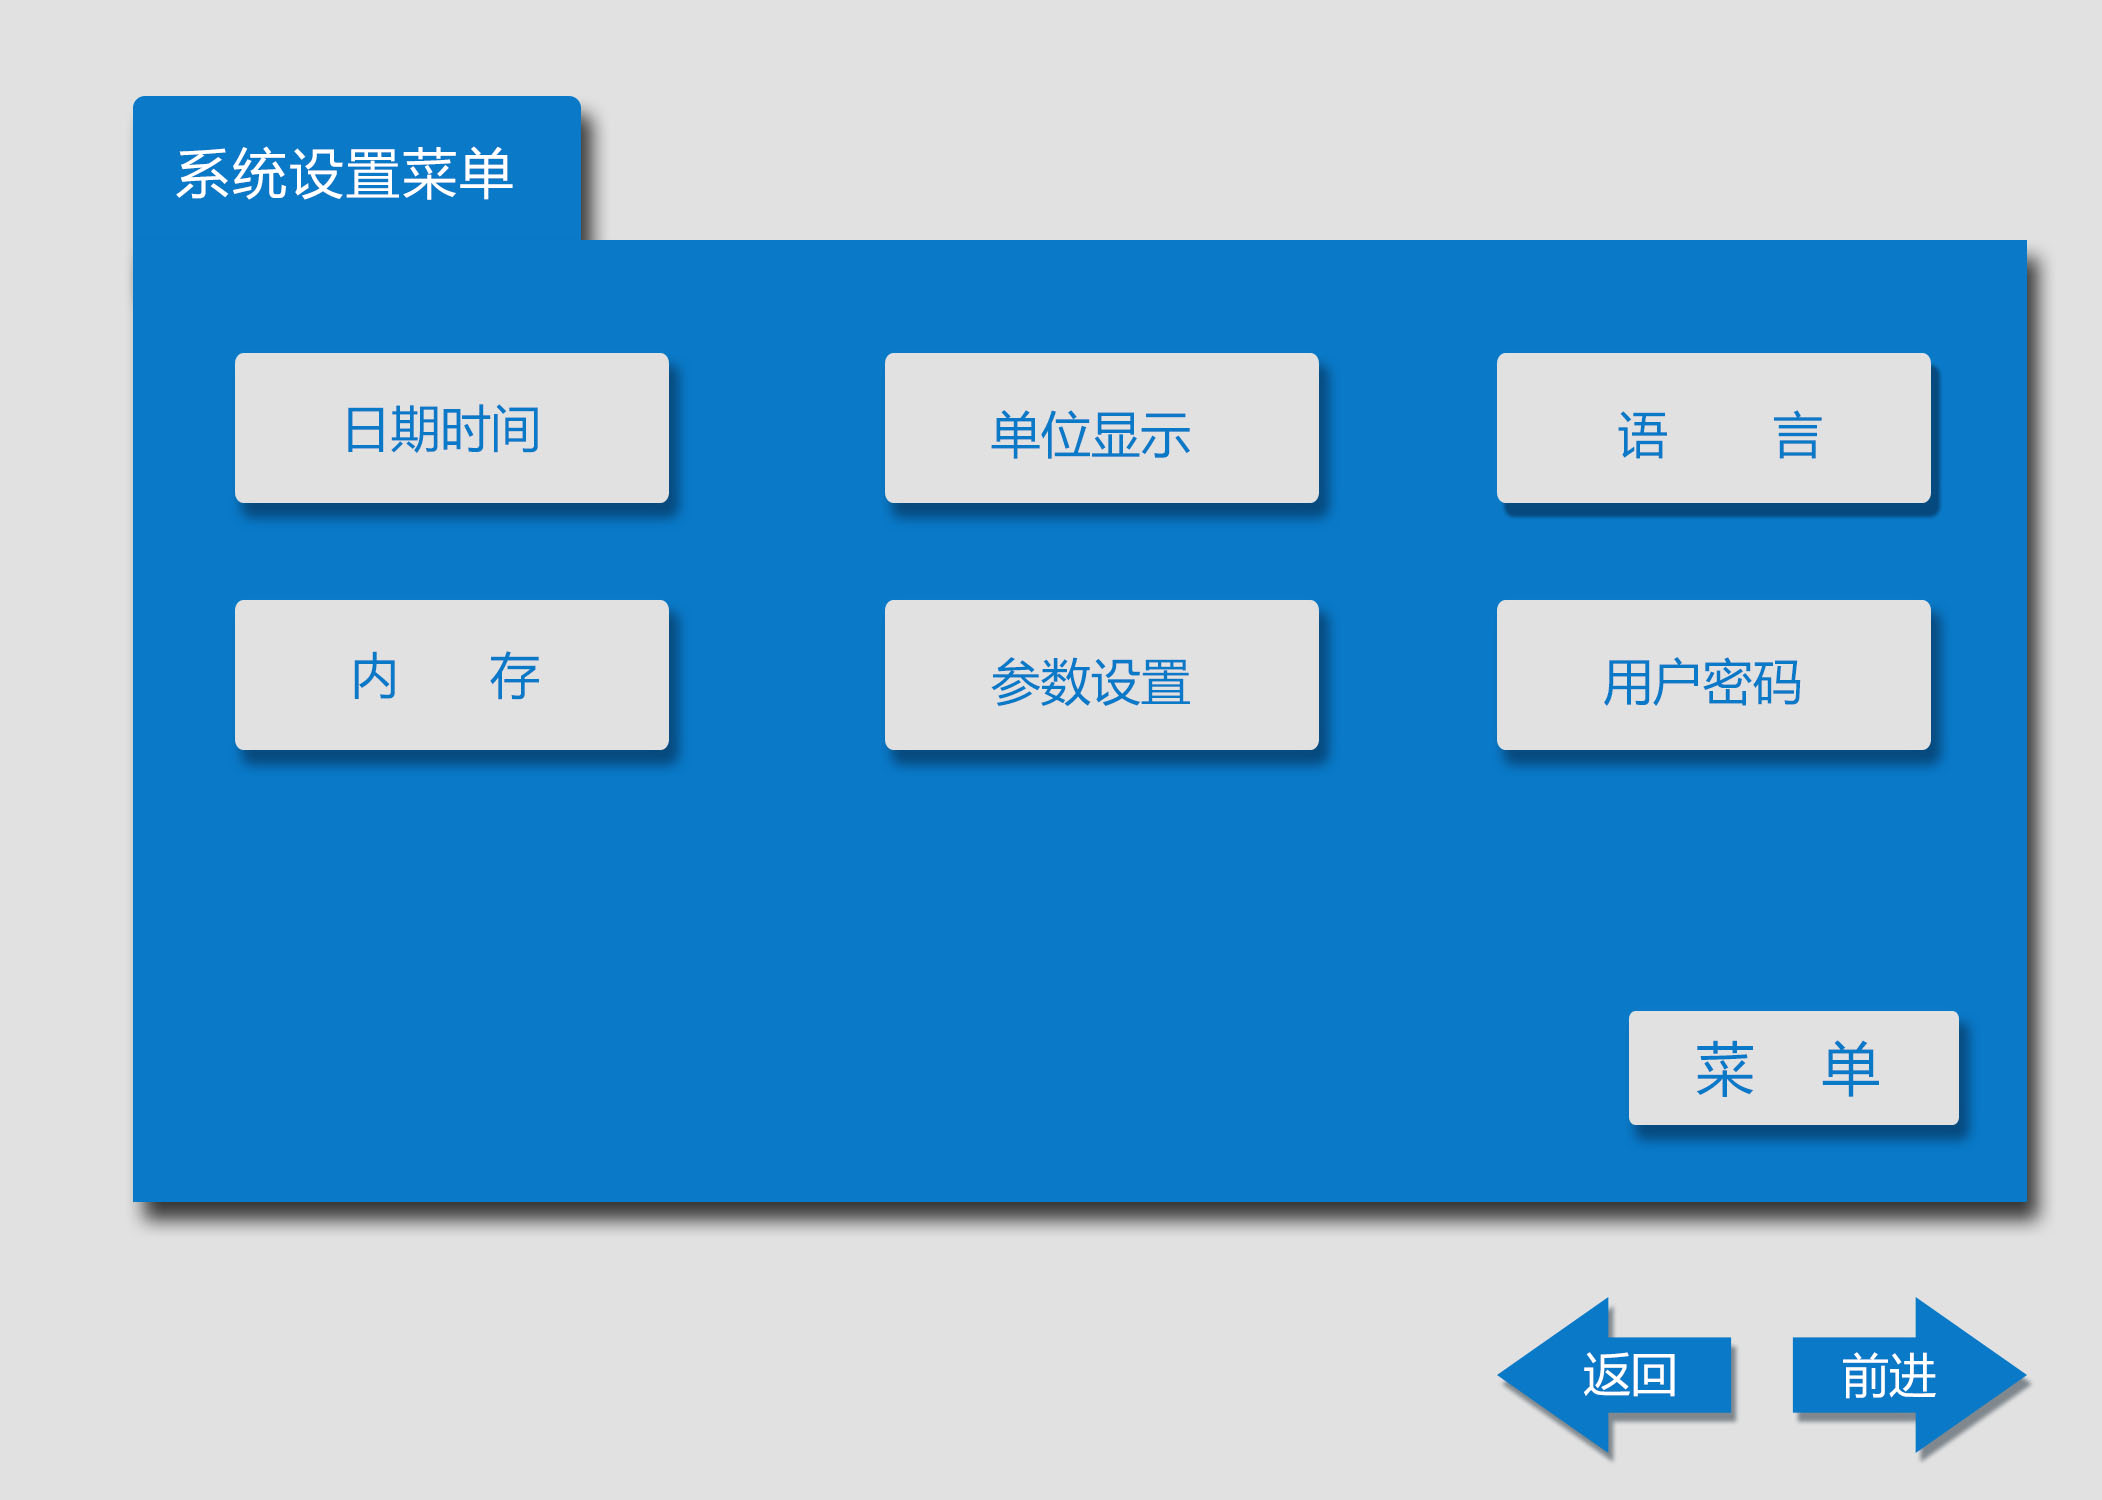 系统设置菜单
日期时间
单位显示
语 言
内 存
参数设置
用户密码
菜 单
返回
前进